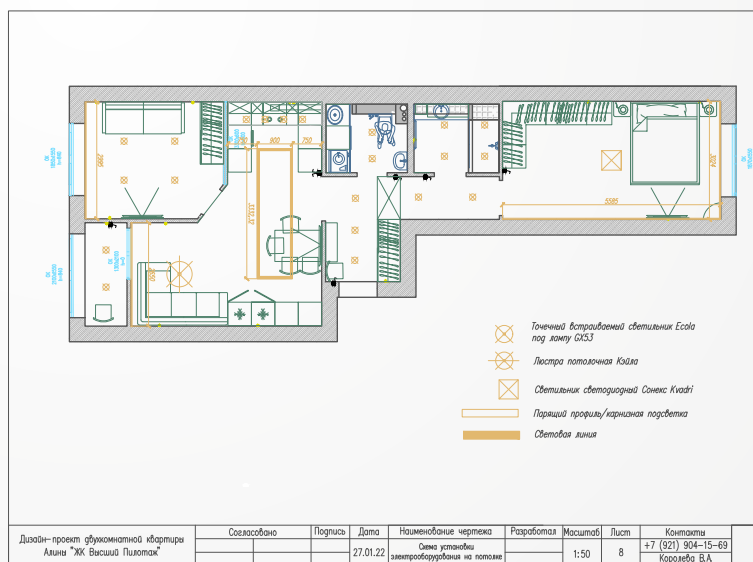 800
750
5585
Точечный встраиваемый светильник Ecola
под лампу GX53
Люстра потолочная Кэйла
Светильник светодиодный Сонекс Kvadri
Парящий профиль/карнизная подсветка
Световая линия
Дизайн-проект двухкомнатной квартиры
Алины "ЖК Высший Пилотаж"
Согласовано
Подпись
Дата
27.01.22
Наименование чертежа
Схема установки
электрооборудования на потолке
Разработал
Масштаб
1:50
Лист
8
Контакты
+7 (921) 904-15-69
Королева В.А.